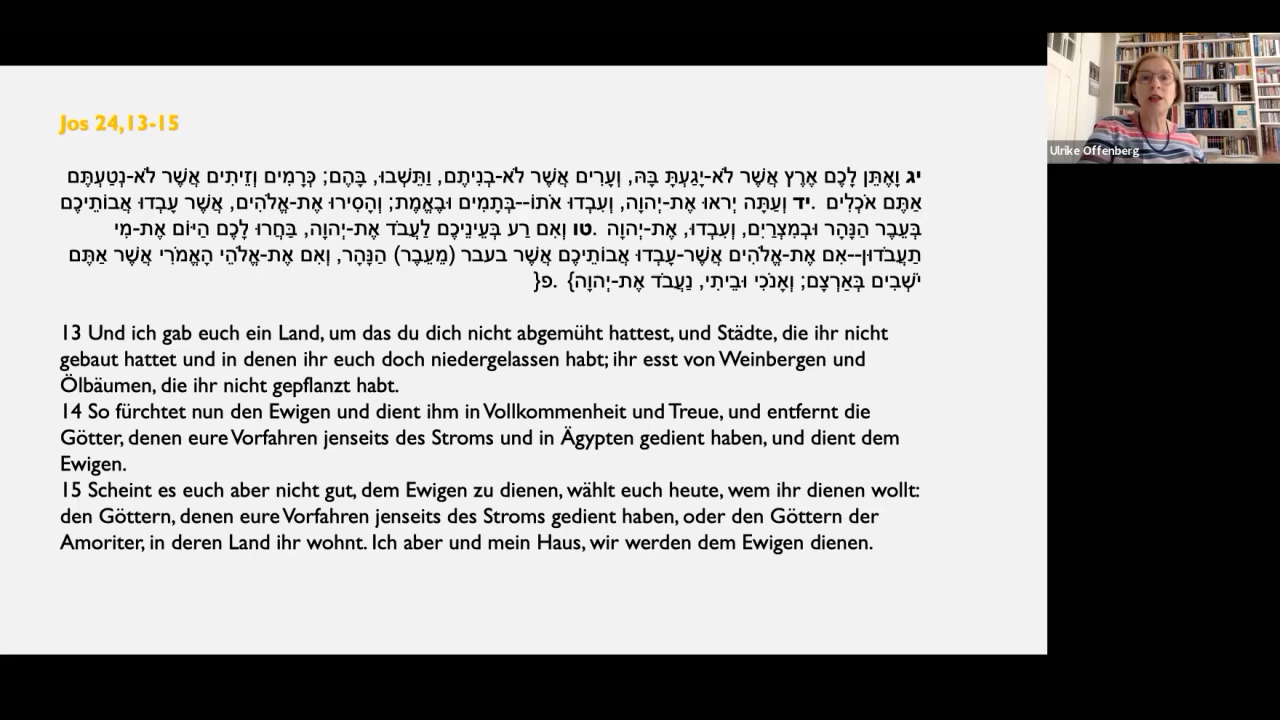 Jos 24,13-15
יג וָאֶתֵּן לָכֶם אֶרֶץ אֲשֶׁר לֹא-יָגַעְתָּ בָּהּ, וְעָרִים אֲשֶׁר לֹא-בְנִיתֶם, וַתֵּשְׁבוּ, בָּהֶם; כְּרָמִים וְזֵיתִים אֲשֶׁר לֹא-נְטַעְתֶּם
אַתֶּם אֹכְלִים .יד וְעַתָּה יְראוּ אֶת-יְהוָה, וְעִבְדוּ אֹתוֹ--בְּתָמִים וּבֶאֱמֶת; וְהָסִירוּ אֶת-אֱלֹהִים, אֲשֶׁר עָבְדוּ אֲבוֹתֵיכֶם
בְּעֵבֶר הַנָּהָר וּבְמִצְרַיִם, וְעִבְדוּ, אֶת-יְהוָה .טו וְאִם רַע בְּעֵינֵיכֶם לַעֲבֹד אֶת-יְהוָה, בַּחֲרוּ לָכֶם הַיּוֹם אֶת-מִי
תַעֲבֹדוּן--אִם אֶת-אֱלֹהִים אֲשֶׁר-עָבְדוּ אֲבוֹתֵיכֶם אֲשֶׁר בעבר (מֵעֵבֶר) הַנָּהָר, וְאִם אֶת-אֱלֹהֵי הָאֱמֹרִי אֲשֶׁר אַתֶּם
יֹשְׁבִים בְּאַרְצָם; וְאָנֹכִי וּבֵיתִי, נַעֲבֹד אֶת-יְהוָה} .פ{
13 Und ich gab euch ein Land, um das du dich nicht abgemüht hattest, und Städte, die ihr nicht
gebaut hattet und in denen ihr euch doch niedergelassen habt; ihr esst von Weinbergen und
Ölbäumen, die ihr nicht gepflanzt habt.
14 So fürchtet nun den Ewigen und dient ihm in Vollkommenheit und Treue, und entfernt die
Götter, denen eure Vorfahren jenseits des Stroms und in Ägypten gedient haben, und dient dem
Ewigen.
15 Scheint es euch aber nicht gut, dem Ewigen zu dienen, wählt euch heute, wem ihr dienen wollt:
den Göttern, denen eure Vorfahren jenseits des Stroms gedient haben, oder den Göttern der
Amoriter, in deren Land ihr wohnt. Ich aber und mein Haus, wir werden dem Ewigen dienen.
Ulrike Offenberg